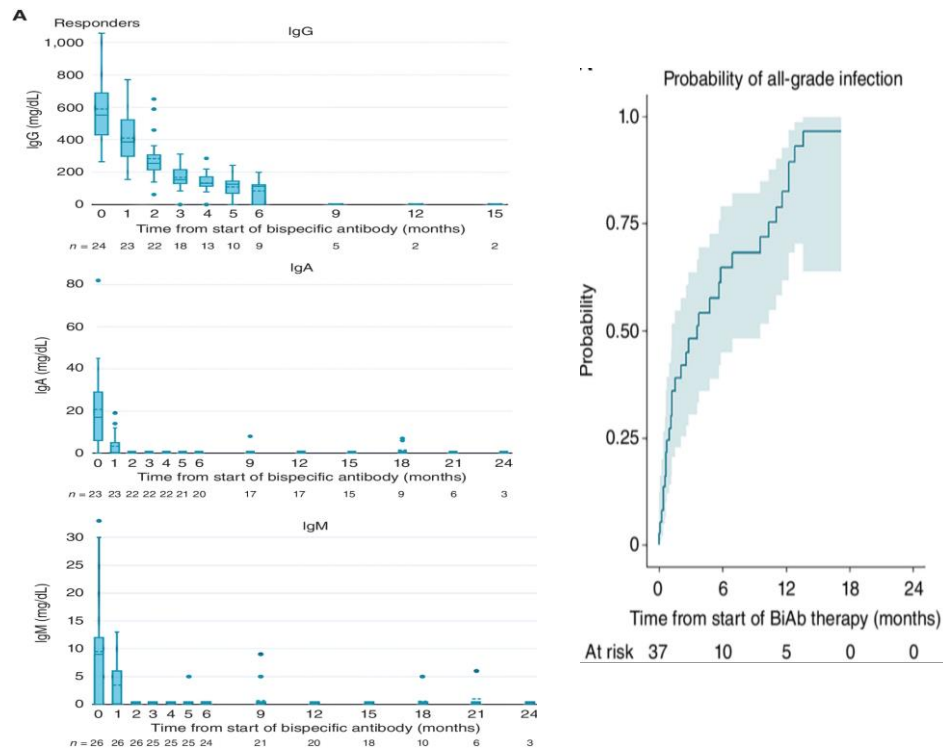 A
Responders
IgG
1,000
800
600
400
200
0
IgG (mg/dL)
0 1 2 3 4 5 6 9 12 15
Time from start of bispecific antibody (months)
n = 24 23 22 18 13 10 9 5 2 2
IgA
80
60
40
20
0
IgA (mg/dL)
0 1 2 3 4 5 6 9 12 15 18 21 24
Time from start of bispecific antibody (months)
n = 23 23 22 22 22 21 20 17 17 15 9 6 3
IgM
30
25
20
15
10
5
0
IgM (mg/dL)
0 1 2 3 4 5 6 9 12 15 18 21 24
Time from start of bispecific antibody (months)
n = 26 26 26 25 25 25 24 21 20 18 10 6 3
Probability of all-grade infection
1.0
0.75
0.50
0.25
0
Probability
0 6 12 18 24
Time from start of BiAb therapy (months)
At risk 37 10 5 0 0